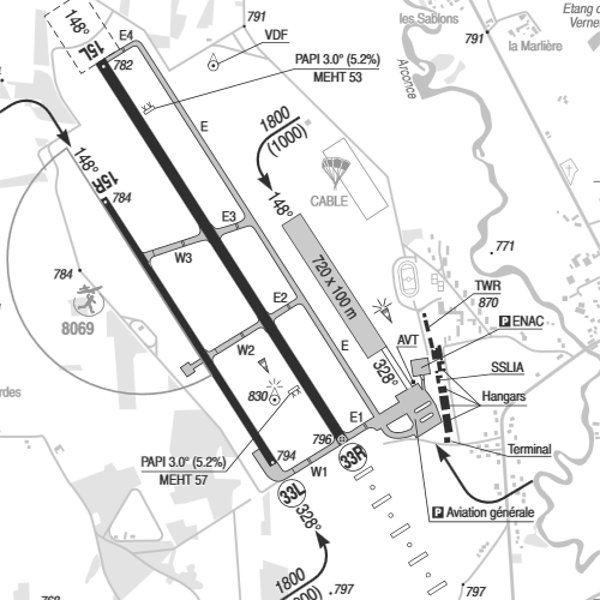 148°
15L
782
E4
791
VDF
PAPI 3.0° (5.2%)
MEHT 53
les Sablons
791
Etang d
Verne
la Marlière
Arconce
148°
15R
784
E
1800
(1000)
CABLE
148°
E3
W3
720 x 100 m
771
784
8069
TWR
870
P ENAC
E2
W2
E
AVT
328°
SSLIA
Hangars
rdes
830
E1
PAPI 3.0° (5.2%)
MEHT 57
794
796
33R
W1
Terminal
33L
328°
P Aviation générale
1800
(1000)
797
797
768